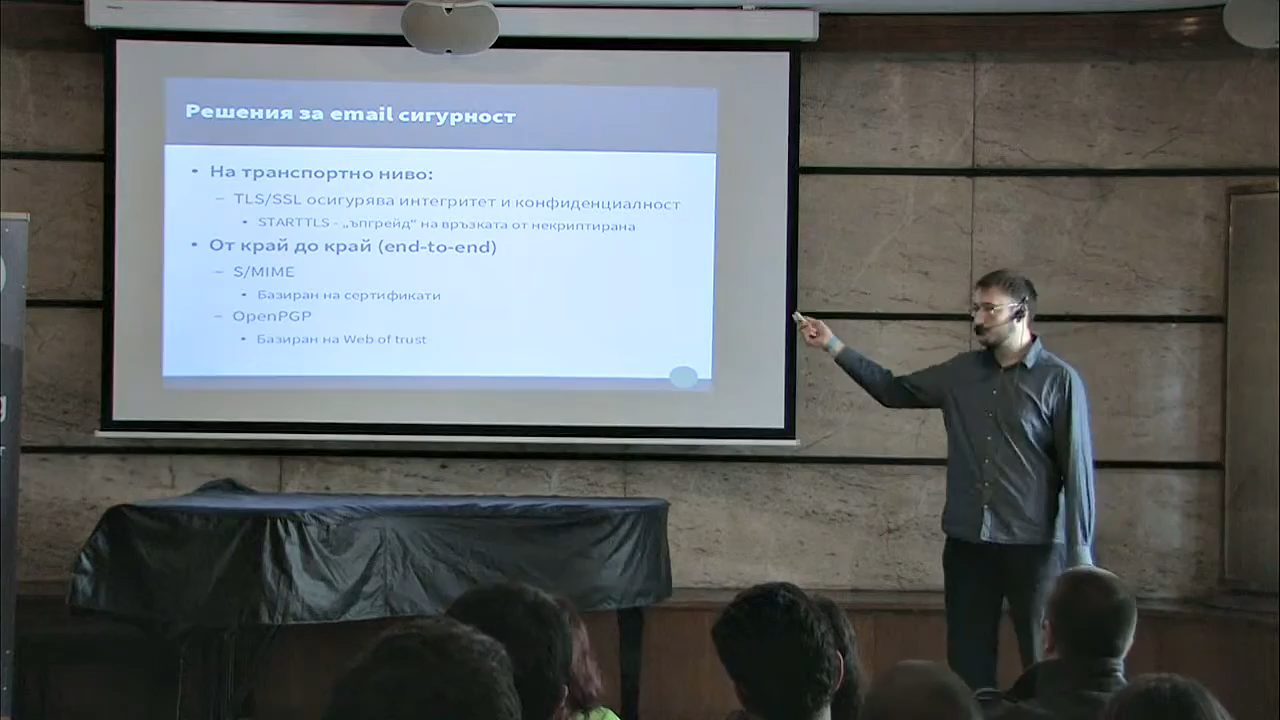 Решения за email сигурност
• На транспортно ниво:
– TLS/SSL осигурява интегритет и конфиденциалност
• STARTTLS - „ъпгрейд“ на връзката от некриптирана
• От край до край (end-to-end)
– S/MIME
• Базиран на сертификати
– OpenPGP
• Базиран на Web of trust